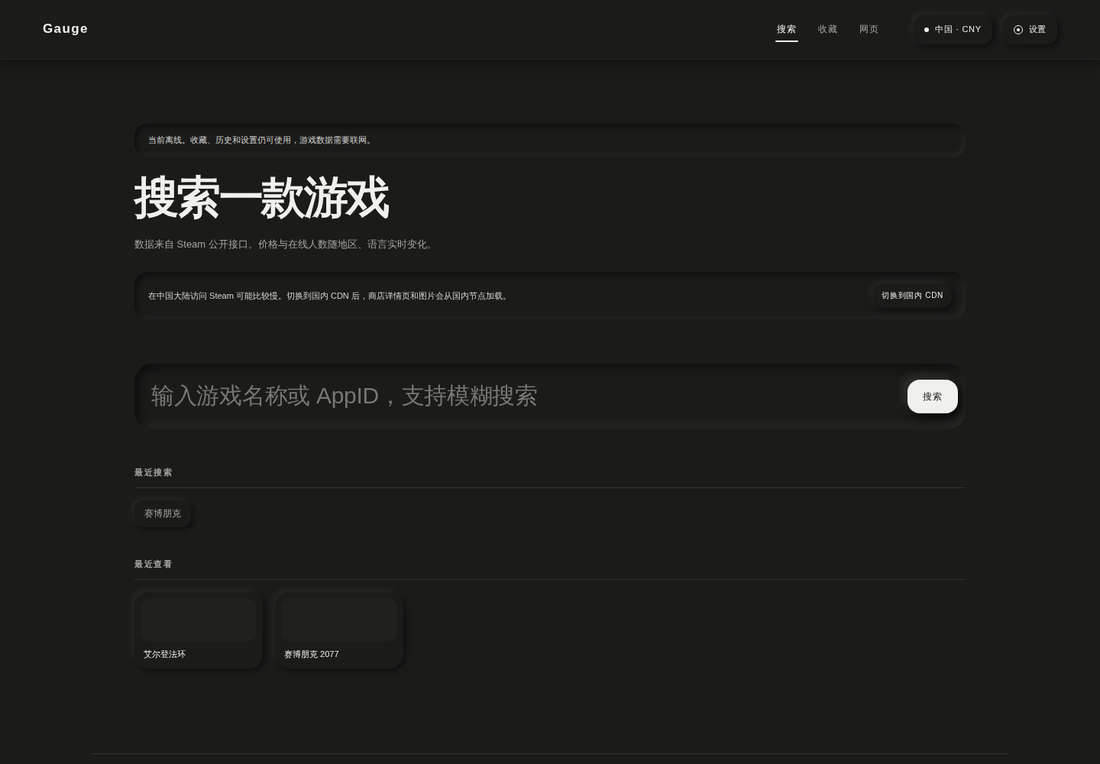 Gauge
搜索
收藏
网页
中国 · CNY
设置
当前离线。收藏、历史和设置仍可使用，游戏数据需要联网。
搜索一款游戏
数据来自 Steam 公开接口。价格与在线人数随地区、语言实时变化。
在中国大陆访问 Steam 可能比较慢。切换到国内 CDN 后，商店详情页和图片会从国内节点加载。
切换到国内 CDN
输入游戏名称或 AppID，支持模糊搜索
搜索
最近搜索
赛博朋克
最近查看
艾尔登法环
赛博朋克 2077